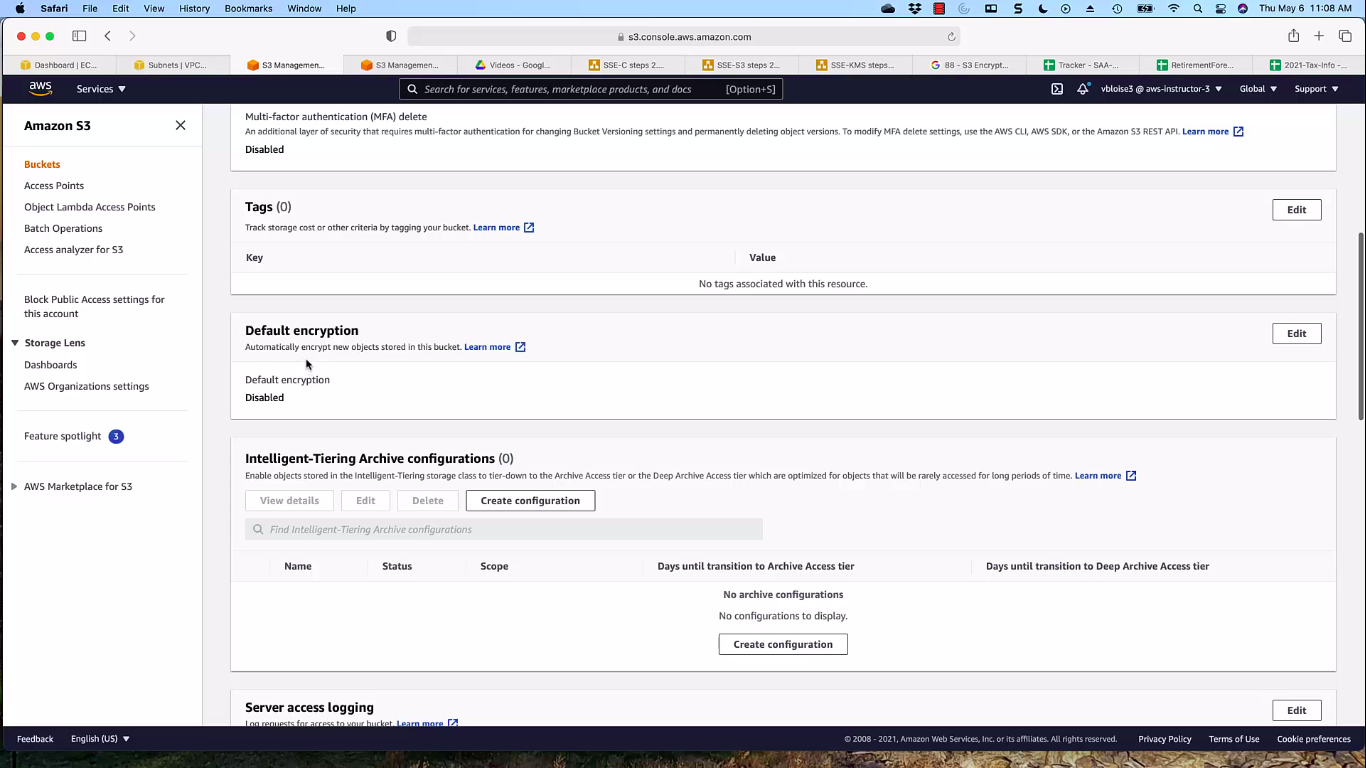 Safari File Edit View History Bookmarks Window Help Thu May 6 11:08 AM
s3.console.aws.amazon.com
Dashboard | EC... Subnets | VPC... S3 Managemen... S3 Managemen... Videos - Googl... SSE-C steps 2... SSE-S3 steps 2... SSE-KMS steps... 88 - S3 Encrypt... Tracker - SAA-... RetirementFore... 2021-Tax-Info -...
aws Services Search for services, features, marketplace products, and docs [Option+S] vbloise3 @ aws-instructor-3 Global Support
Amazon S3
Buckets
Access Points
Object Lambda Access Points
Batch Operations
Access analyzer for S3
Block Public Access settings for
this account
Storage Lens
Dashboards
AWS Organizations settings
Feature spotlight 3
AWS Marketplace for S3
Multi-factor authentication (MFA) delete
An additional layer of security that requires multi-factor authentication for changing Bucket Versioning settings and permanently deleting object versions. To modify MFA delete settings, use the AWS CLI, AWS SDK, or the Amazon S3 REST API. Learn more
Disabled
Tags (0)
Edit
Track storage cost or other criteria by tagging your bucket. Learn more
Key Value
No tags associated with this resource.
Default encryption
Edit
Automatically encrypt new objects stored in this bucket. Learn more
Default encryption
Disabled
Intelligent-Tiering Archive configurations (0)
Enable objects stored in the Intelligent-Tiering storage class to tier-down to the Archive Access tier or the Deep Archive Access tier which are optimized for objects that will be rarely accessed for long periods of time. Learn more
View details Edit Delete Create configuration
Find Intelligent-Tiering Archive configurations
Name Status Scope Days until transition to Archive Access tier Days until transition to Deep Archive Access tier
No archive configurations
No configurations to display.
Create configuration
Server access logging
Edit
Log requests for access to your bucket. Learn more
Feedback English (US) © 2008 - 2021, Amazon Web Services, Inc. or its affiliates. All rights reserved. Privacy Policy Terms of Use Cookie preferences